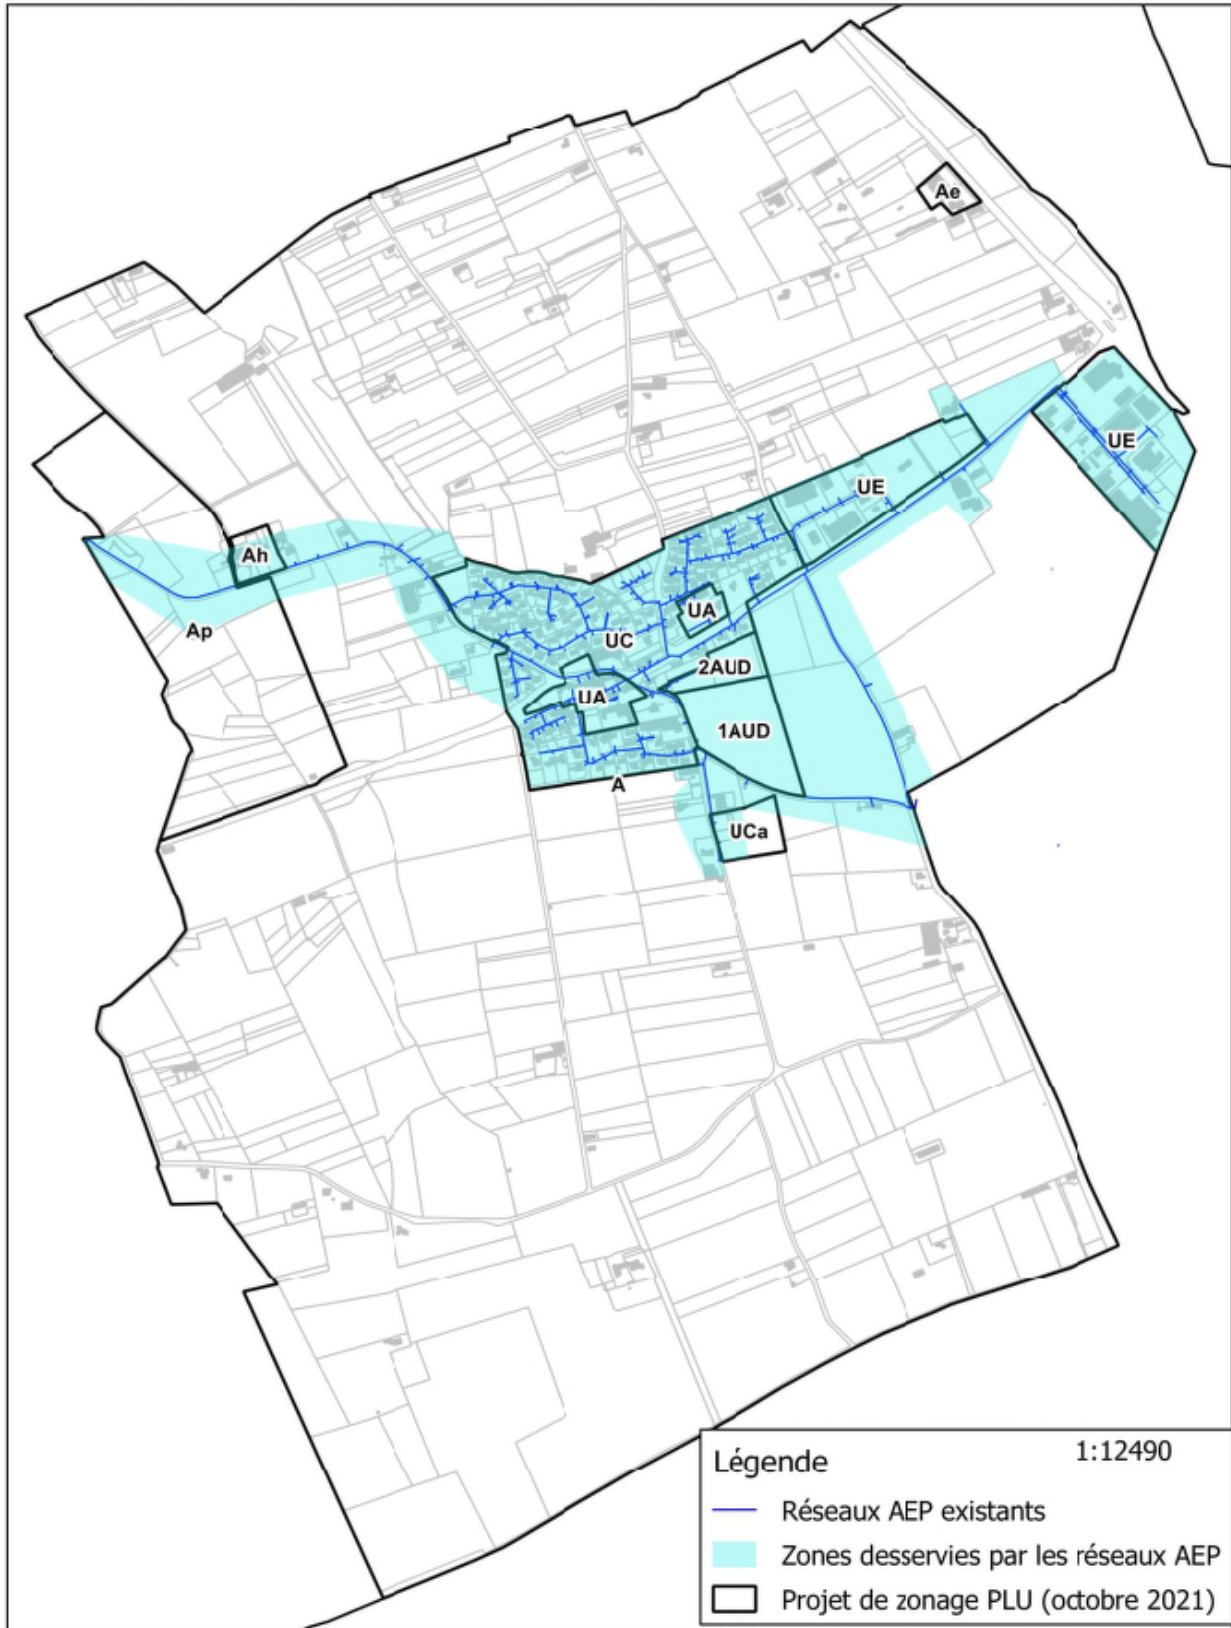 Ae
UE
UE
Ah
UA
Ap
UC
2AUD
UA
1AUD
A
UCa
Légende
1:12490
Réseaux AEP existants
Zones desservies par les réseaux AEP
Projet de zonage PLU (octobre 2021)